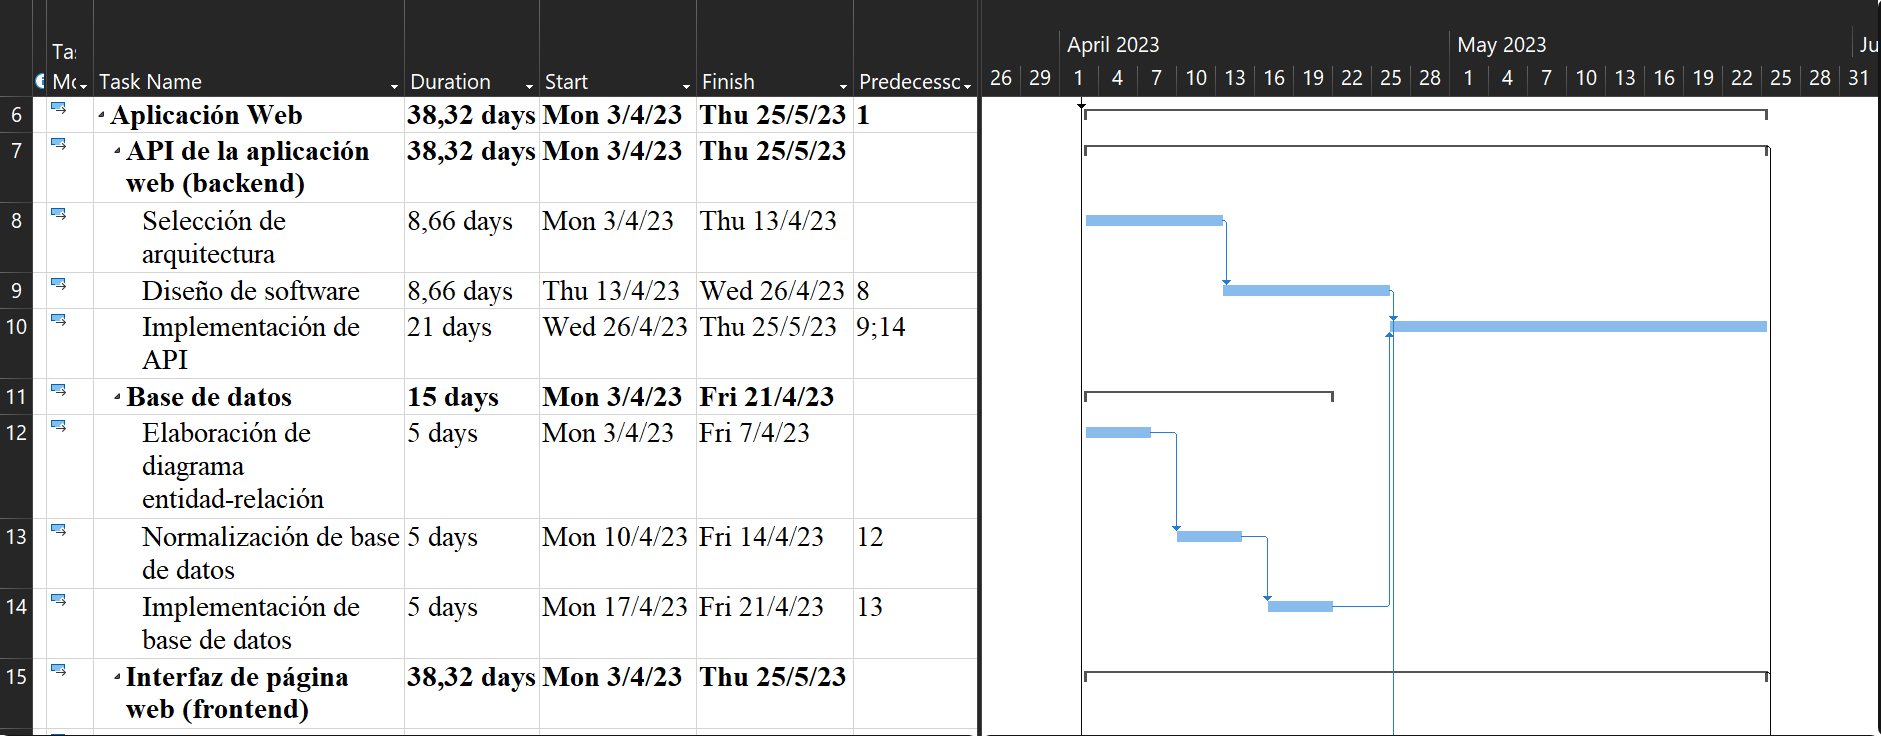 Ta
Mo
Task Name
Duration
Start
Finish
Predecessc
April 2023
May 2023
Ju
26 29 1 4 7 10 13 16 19 22 25 28 1 4 7 10 13 16 19 22 25 28 31
6 Aplicación Web 38,32 days Mon 3/4/23 Thu 25/5/23 1
7 API de la aplicación 38,32 days Mon 3/4/23 Thu 25/5/23
web (backend)
8 Selección de 8,66 days Mon 3/4/23 Thu 13/4/23
arquitectura
9 Diseño de software 8,66 days Thu 13/4/23 Wed 26/4/23 8
10 Implementación de 21 days Wed 26/4/23 Thu 25/5/23 9;14
API
11 Base de datos 15 days Mon 3/4/23 Fri 21/4/23
12 Elaboración de 5 days Mon 3/4/23 Fri 7/4/23
diagrama
entidad-relación
13 Normalización de base 5 days Mon 10/4/23 Fri 14/4/23 12
de datos
14 Implementación de 5 days Mon 17/4/23 Fri 21/4/23 13
base de datos
15 Interfaz de página 38,32 days Mon 3/4/23 Thu 25/5/23
web (frontend)